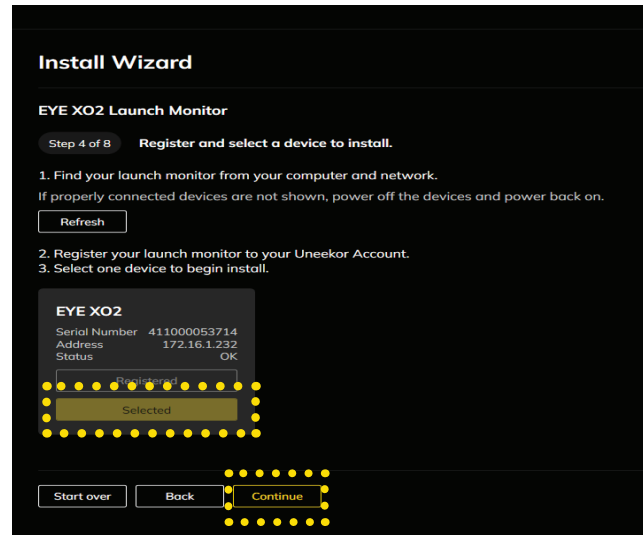 Install Wizard
EYE XO2 Launch Monitor
Step 4 of 8 Register and select a device to install.
1. Find your launch monitor from your computer and network.
If properly connected devices are not shown, power off the devices and power back on.
Refresh
2. Register your launch monitor to your Uneekor Account.
3. Select one device to begin install.
EYE XO2
Serial Number 411000053714
Address 172.16.1.232
Status OK
Registered
Selected
Start over Back Continue